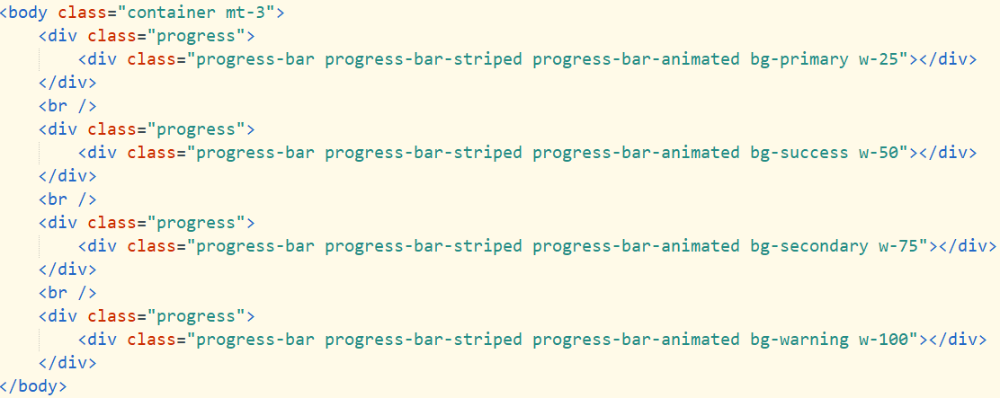 <body class="container mt-3">
    <div class="progress">
        <div class="progress-bar progress-bar-striped progress-bar-animated bg-primary w-25"></div>
    </div>
    <br />
    <div class="progress">
        <div class="progress-bar progress-bar-striped progress-bar-animated bg-success w-50"></div>
    </div>
    <br />
    <div class="progress">
        <div class="progress-bar progress-bar-striped progress-bar-animated bg-secondary w-75"></div>
    </div>
    <br />
    <div class="progress">
        <div class="progress-bar progress-bar-striped progress-bar-animated bg-warning w-100"></div>
    </div>
</body>